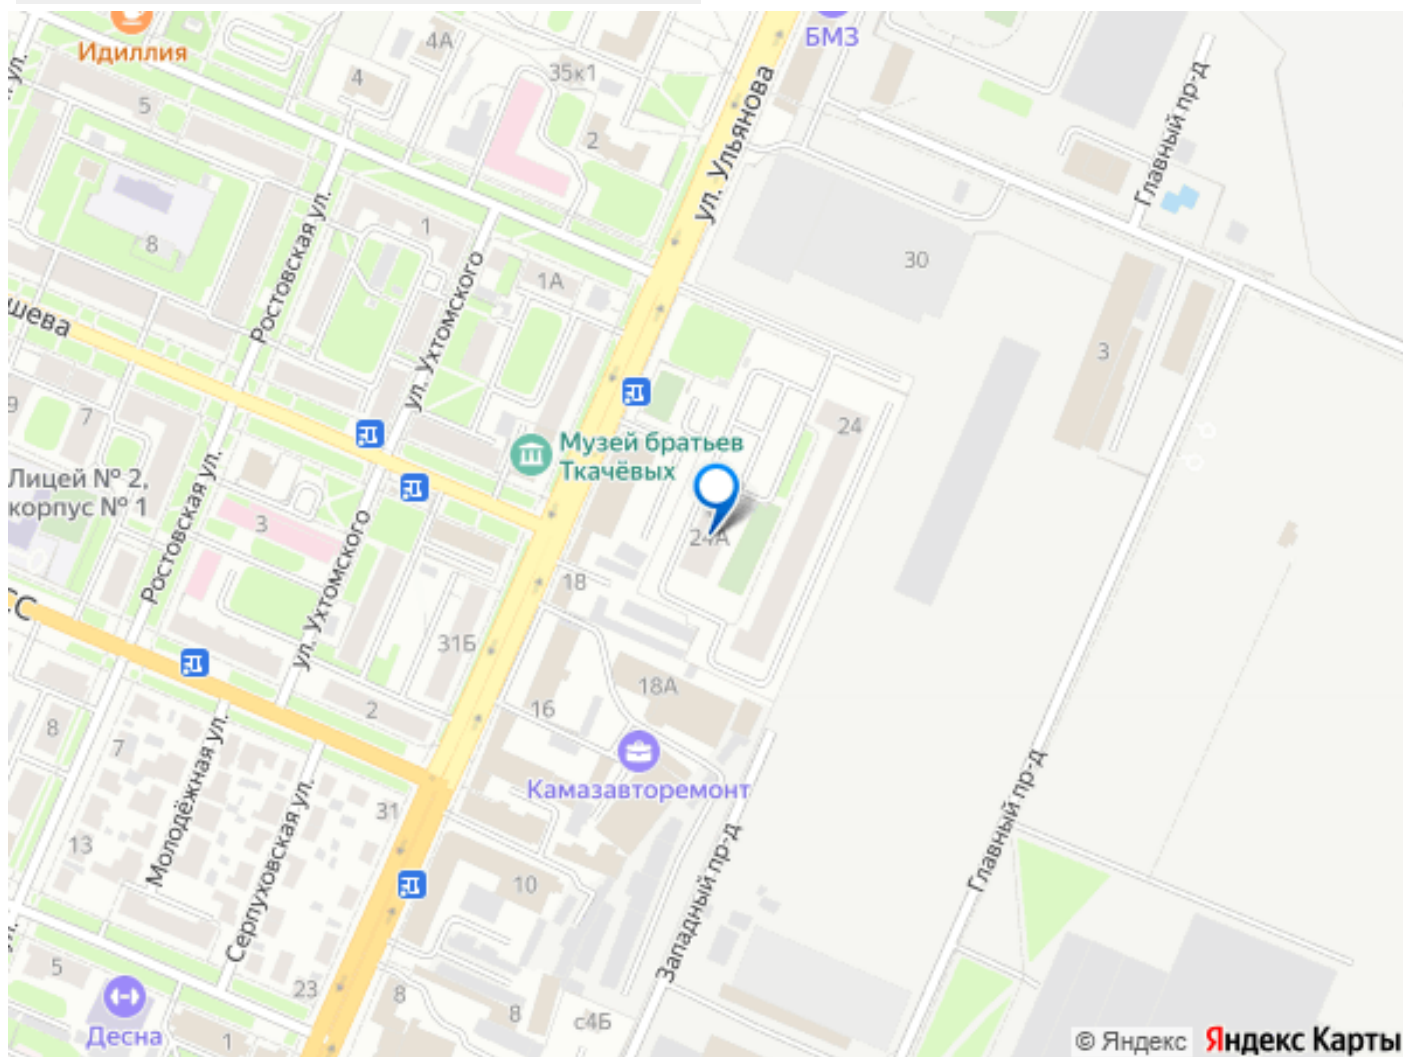 Идиллия
4А
БМЗ
35к1
4
5
2
ул. Ульянова
Главный пр-д
8
1
Ростовская ул.
ул. Ухтомского
1А
30
шева
3
9
7
24
Музей братьев
Ткачёвых
Лицей № 2,
корпус № 1
3
24А
Ростовская ул.
ул. Ухтомского
18
31Б
18А
16
2
8
7
Камазавторемонт
Молодёжная ул.
Серпуховская ул.
31
13
10
Западный пр-д
Главный пр-д
5
23
8
8
с4Б
Десна
1
© Яндекс
Яндекс Карты